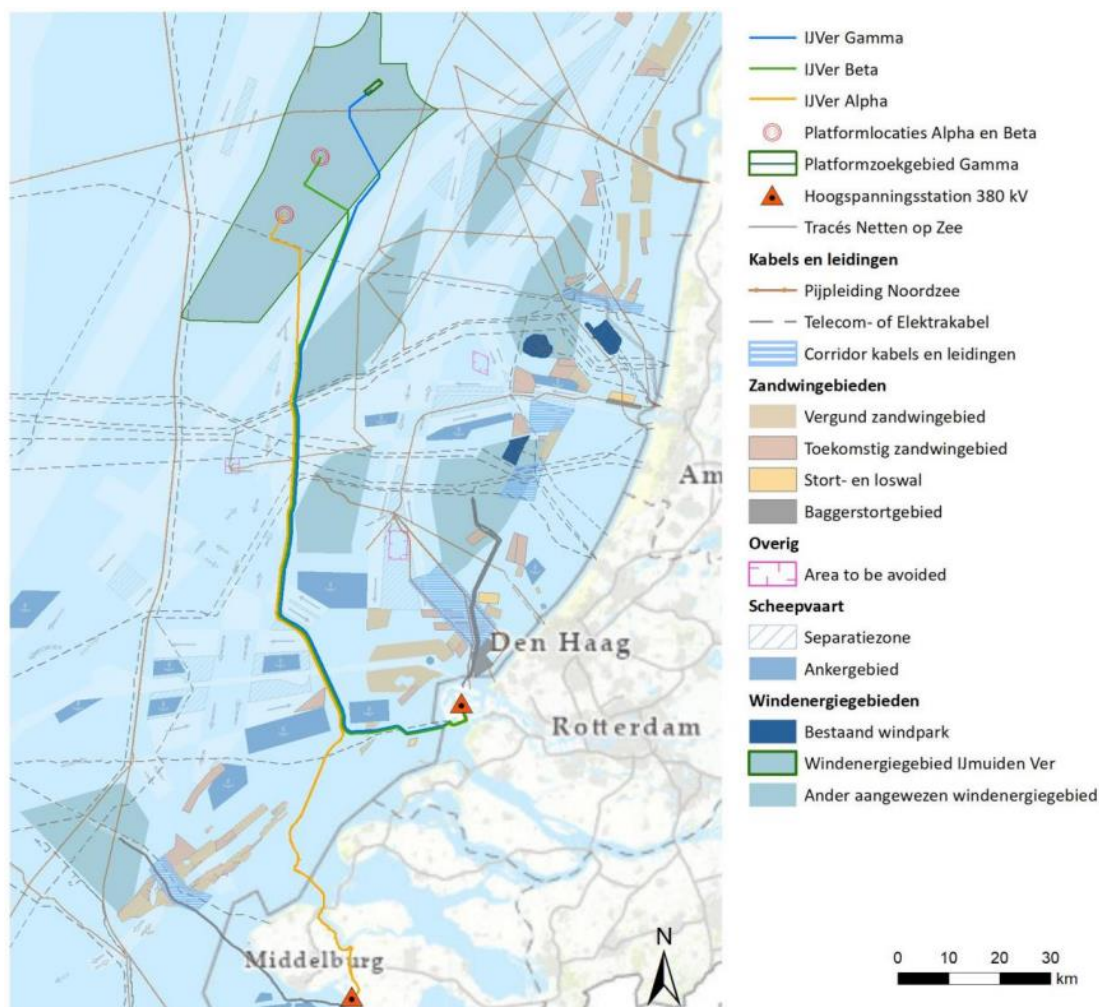 IJVer Gamma
IJVer Beta
IJVer Alpha
Platformlocaties Alpha en Beta
Platformzoekgebied Gamma
Hoogspanningsstation 380 kV
Tracés Netten op Zee
Kabels en leidingen
Pijpleiding Noordzee
Telecom- of Elektrakabel
Corridor kabels en leidingen
Zandwingebieden
Vergund zandwingebied
Toekomstig zandwingebied
Stort- en loswal
Baggerstortgebied
Overig
Area to be avoided
Scheepvaart
Separatiezone
Ankergebied
Windenergiegebieden
Bestaand windpark
Windenergiegebied IJmuiden Ver
Ander aangewezen windenergiegebied
Am
Den Haag
Rotterdam
Middelburg
N
0 10 20 30
km